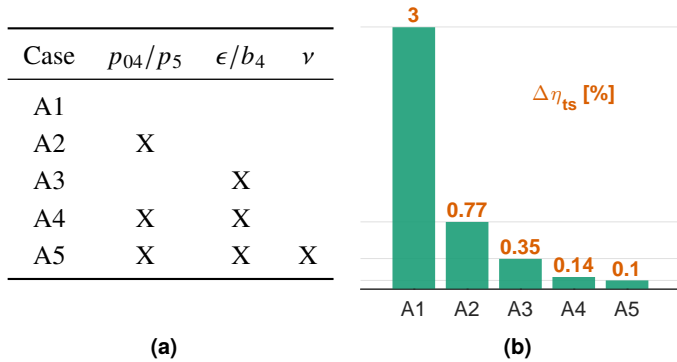 Case p₀₄/p₅ ϵ/b₄ ν
A1
A2 X
A3 X
A4 X X
A5 X X X
(a)
3
Δη_ts [%]
0.77
0.35
0.14
0.1
A1 A2 A3 A4 A5
(b)